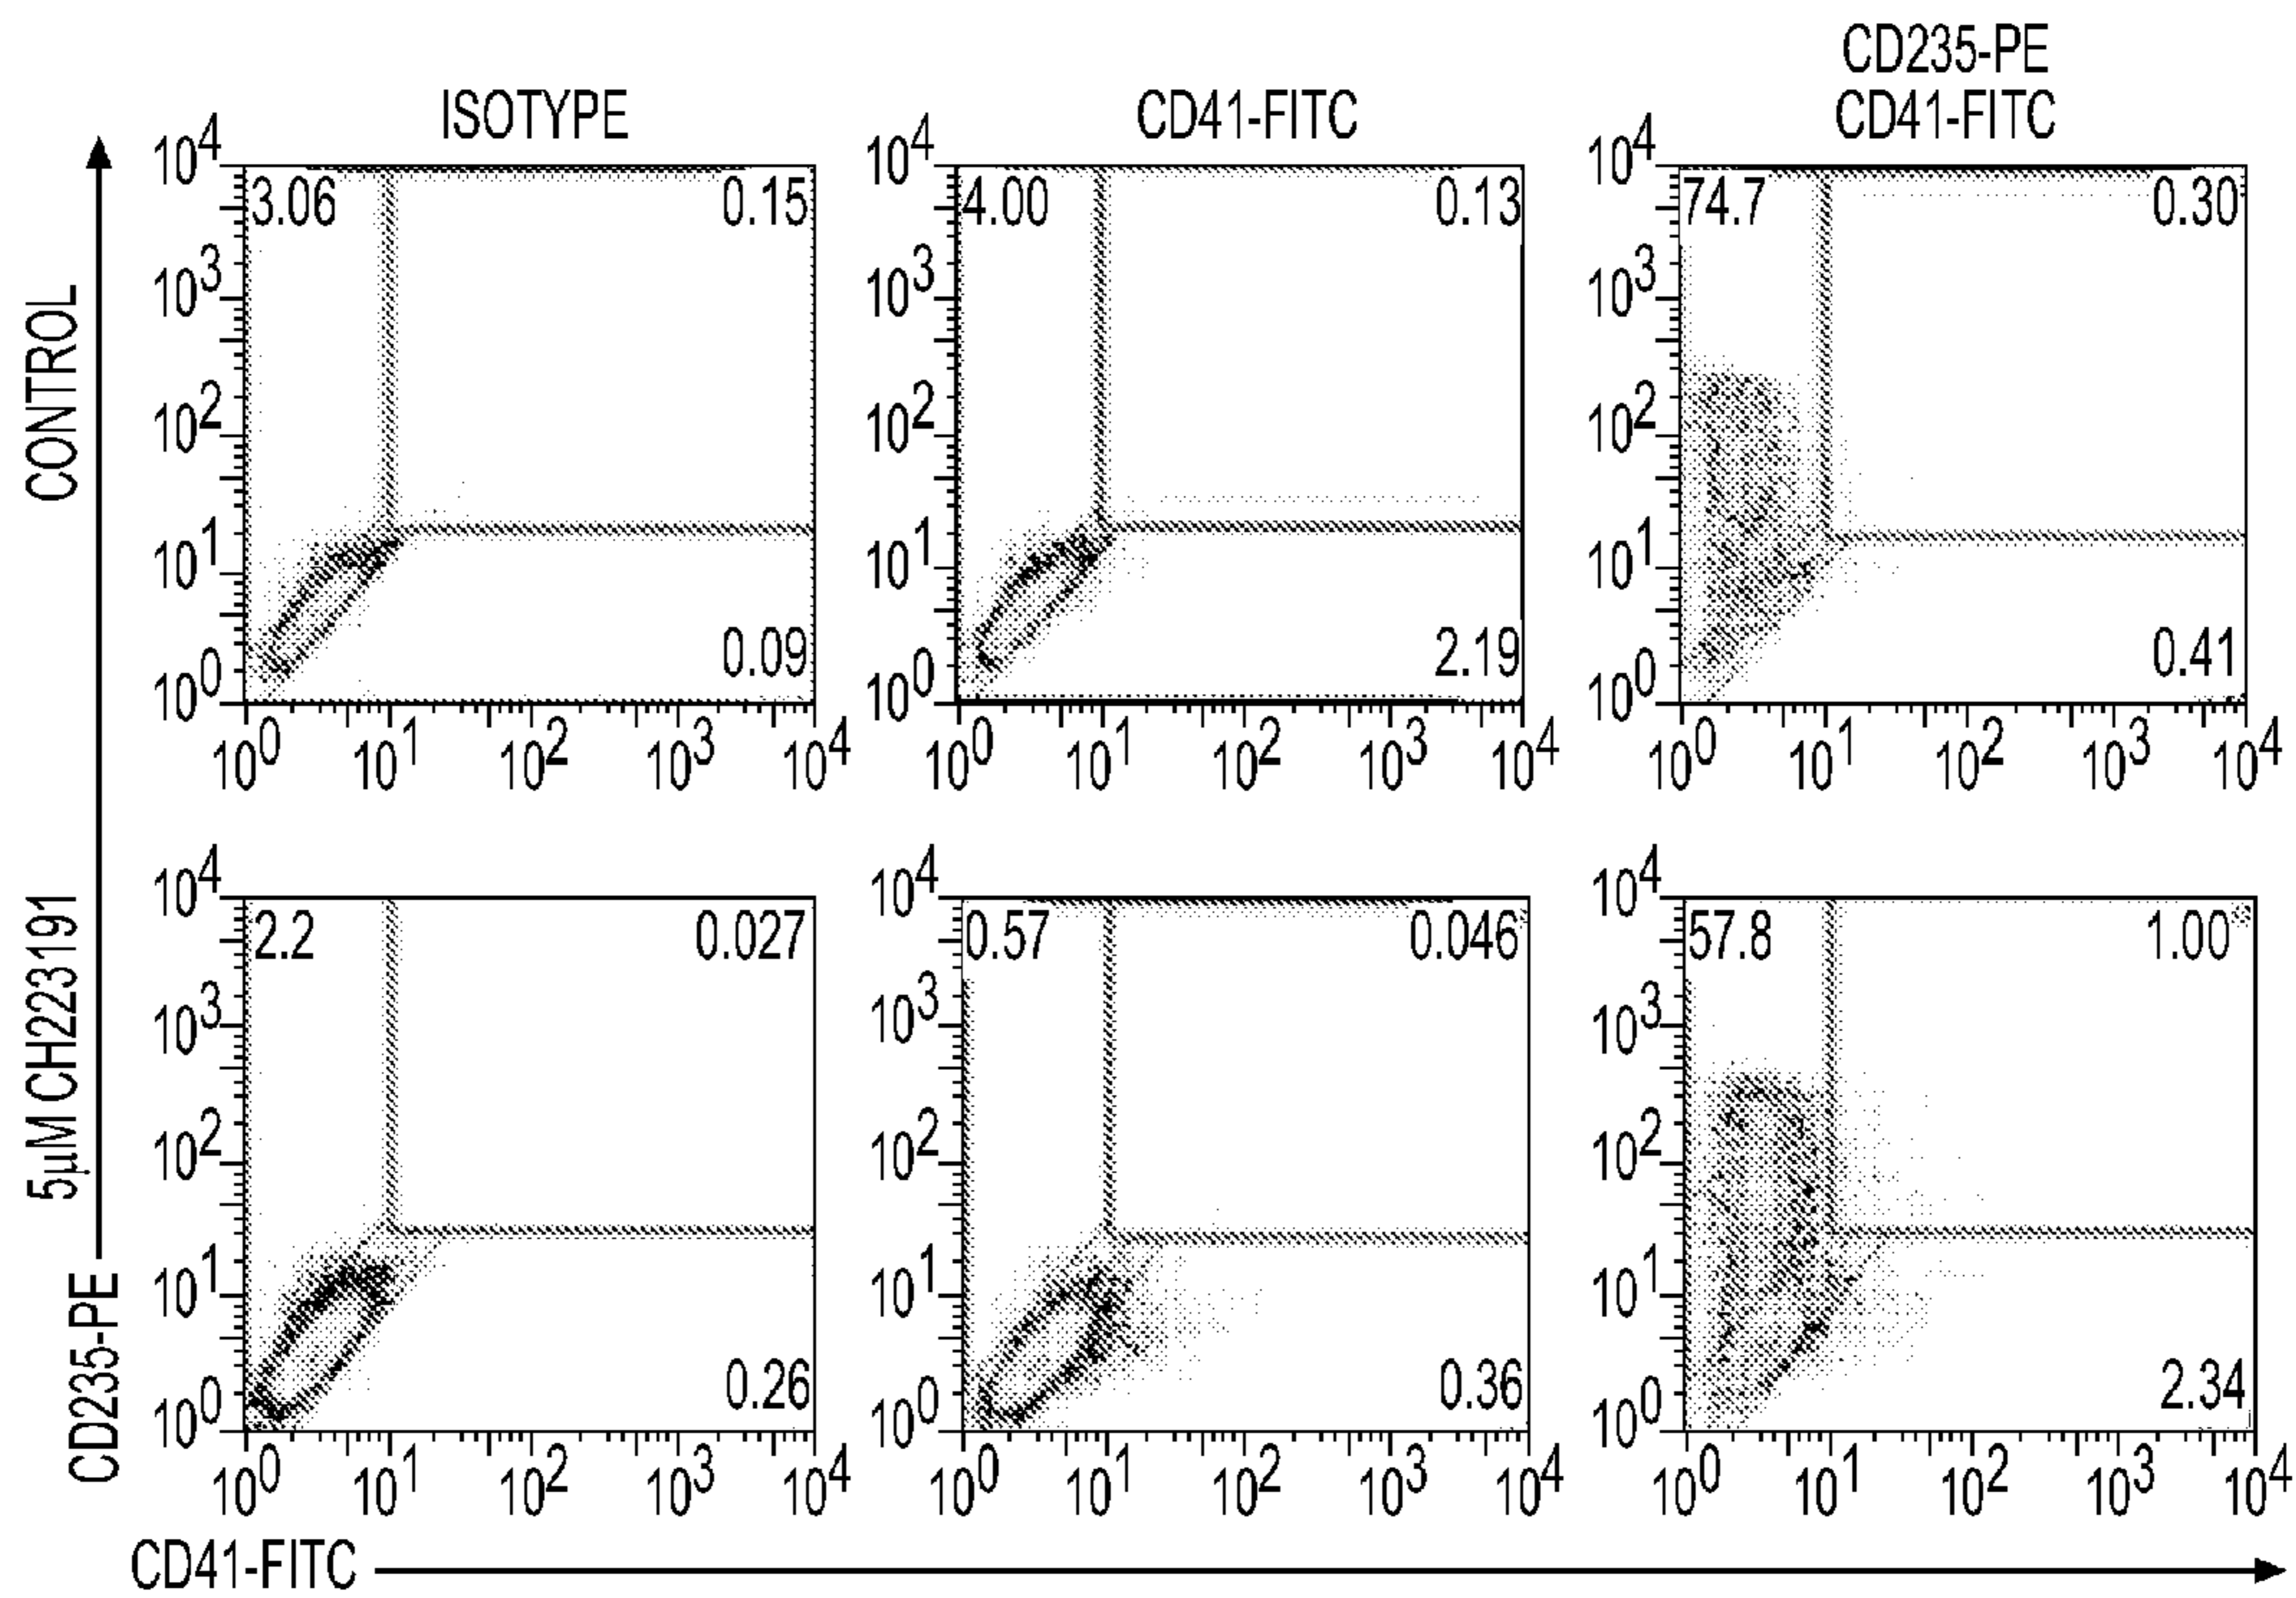 CD235-PE
ISOTYPE CD41-FITC CD41-FITC
CONTROL
10^4 3.06 0.15
10^3
10^2
10^1
10^0 0.09
10^0 10^1 10^2 10^3 10^4
10^4 4.00 0.13
10^3
10^2
10^1
10^0 2.19
10^0 10^1 10^2 10^3 10^4
10^4 74.7 0.30
10^3
10^2
10^1
10^0 0.41
10^0 10^1 10^2 10^3 10^4
5µM CH223191
10^4 2.2 0.027
10^3
10^2
10^1
10^0 0.26
10^0 10^1 10^2 10^3 10^4
10^4 0.57 0.046
10^3
10^2
10^1
10^0 0.36
10^0 10^1 10^2 10^3 10^4
10^4 57.8 1.00
10^3
10^2
10^1
10^0 2.34
10^0 10^1 10^2 10^3 10^4
CD235-PE
CD41-FITC